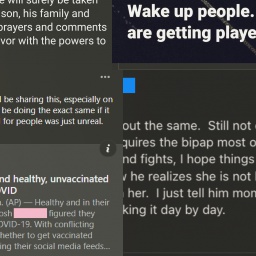 e will surely be taken
son, his family and
prayers and comments
vor with the powers to
Wake up people.
are getting playe
be sharing this, especially on
be doing the exact same if it
for people was just unreal.
nd healthy, unvaccinated
OVID
n. (AP) — Healthy and in their
osh figured they
OVID-19. With conflicting
hether to get vaccinated
ing their social media feeds...
out the same. Still not
quires the bipap most o
nd fights, I hope things
he realizes she is not
her. I just tell him mon
king it day by day.